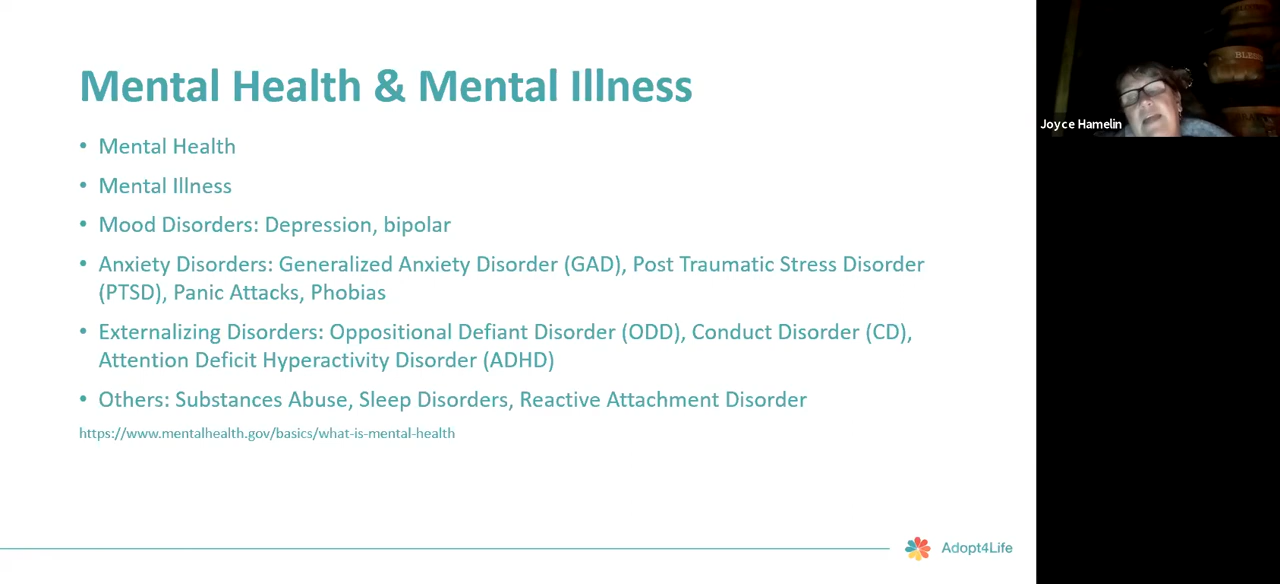 Mental Health & Mental Illness
• Mental Health
• Mental Illness
• Mood Disorders: Depression, bipolar
• Anxiety Disorders: Generalized Anxiety Disorder (GAD), Post Traumatic Stress Disorder
(PTSD), Panic Attacks, Phobias
• Externalizing Disorders: Oppositional Defiant Disorder (ODD), Conduct Disorder (CD),
Attention Deficit Hyperactivity Disorder (ADHD)
• Others: Substances Abuse, Sleep Disorders, Reactive Attachment Disorder
https://www.mentalhealth.gov/basics/what-is-mental-health
Adopt4Life
Joyce Hamelin